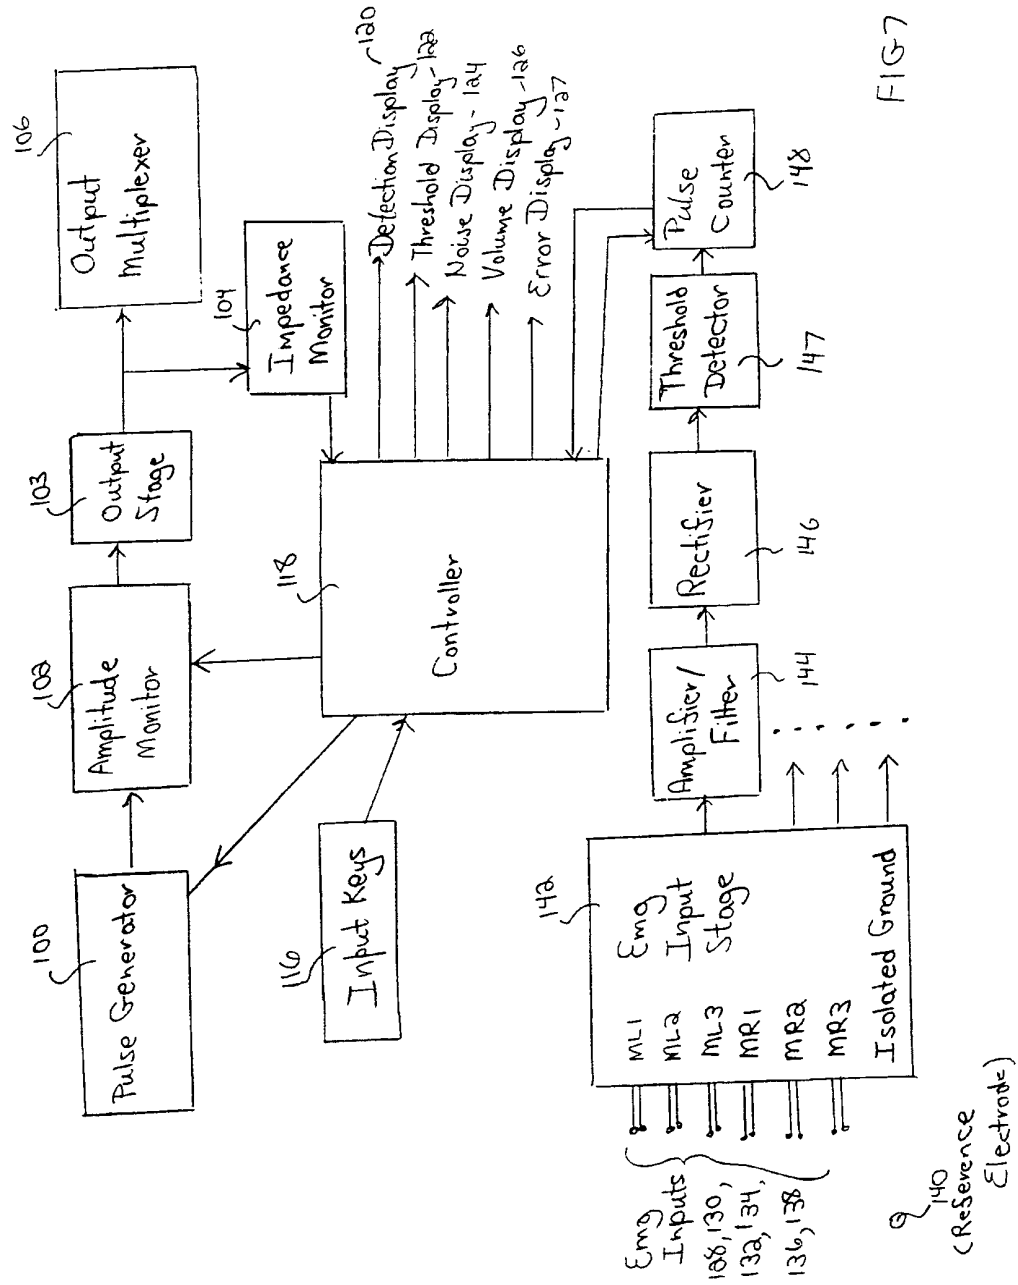 106
Output
Multiplexer
104
Impedance
Monitor
103
Output
Stage
102
Amplitude
Monitor
100
Pulse Generator
116
Input Keys
118
Controller
Detection Display ~120
Threshold Display ~122
Noise Display - 124
Volume Display ~126
Error Display ~127
Pulse
Counter
148
Threshold
Detector
147
Rectifier
146
Amplifier/
Filter
144
142
Emg
Input
Stage
ML1
ML2
ML3
MR1
MR2
MR3
Isolated Ground
Emg
Inputs
130,
132, 134,
136, 138
140
(Reference
Electrode)
FIG 7